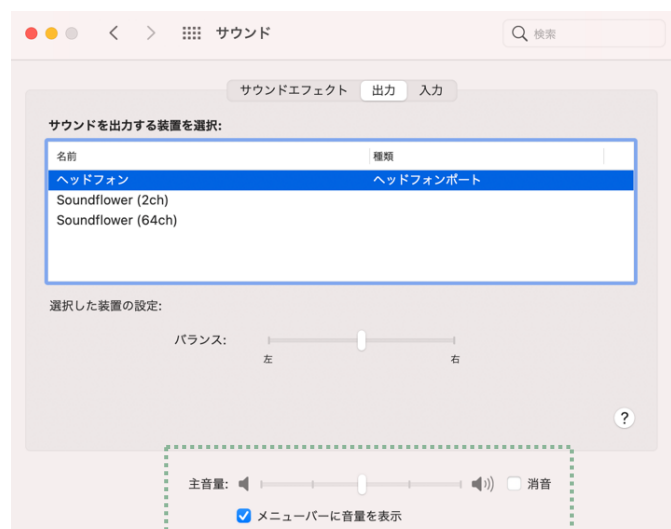 サウンド
検索
サウンドエフェクト 出力 入力
サウンドを出力する装置を選択:
名前 種類
ヘッドフォン ヘッドフォンポート
Soundflower (2ch)
Soundflower (64ch)
選択した装置の設定:
バランス:
左 右
?
主音量: 消音
メニューバーに音量を表示